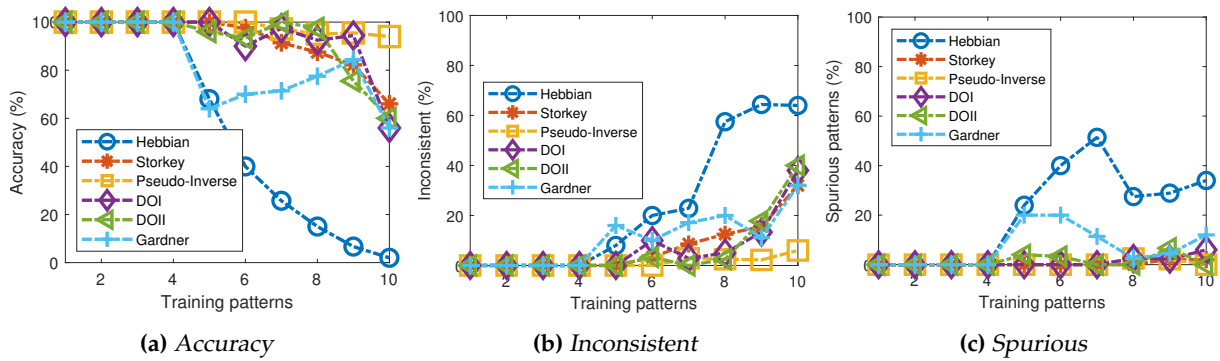 100
80
60
40
20
0
Accuracy (%)
Hebbian
Storkey
Pseudo-Inverse
DOI
DOII
Gardner
2 4 6 8 10
Training patterns
(a) Accuracy
100
80
60
40
20
0
Inconsistent (%)
Hebbian
Storkey
Pseudo-Inverse
DOI
DOII
Gardner
2 4 6 8 10
Training patterns
(b) Inconsistent
100
80
60
40
20
0
Spurious patterns (%)
Hebbian
Storkey
Pseudo-Inverse
DOI
DOII
Gardner
2 4 6 8 10
Training patterns
(c) Spurious